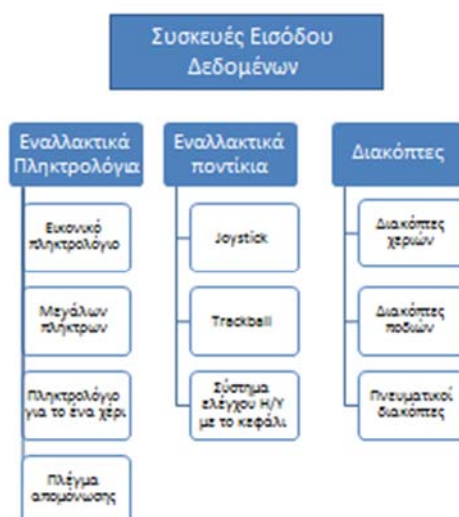 Συσκευές Εισόδου
Δεδομένων
Εναλλακτικά
Πληκτρολόγια
Εικονικό
πληκτρολόγιο
Μεγάλων
πλήκτρων
Πληκτρολόγιο
για το ένα χέρι
Πλέγμα
απομόνωσης
Εναλλακτικά
ποντίκια
Joystick
Trackball
Σύστημα
ελέγχου Η/Υ
με το κεφάλι
Διακόπτες
Διακόπτες
χεριών
Διακόπτες
ποδιών
Πνευματικοί
διακόπτες